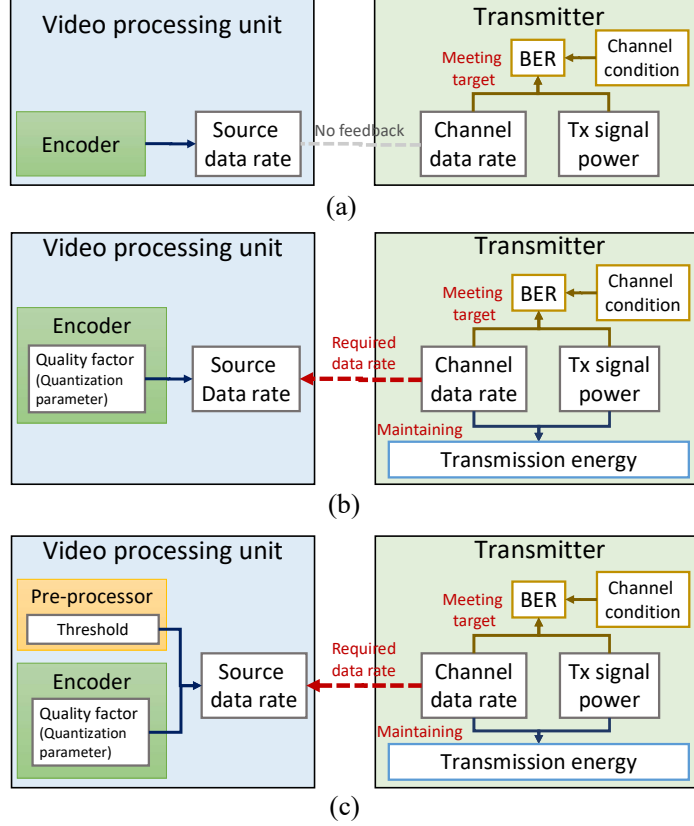 Video processing unit
Transmitter
Meeting
target
BER
Channel
condition
Encoder
Source
data rate
No feedback
Channel
data rate
Tx signal
power
(a)
Video processing unit
Transmitter
Meeting
target
BER
Channel
condition
Encoder
Quality factor
(Quantization
parameter)
Source
Data rate
Required
data rate
Channel
data rate
Tx signal
power
Maintaining
Transmission energy
(b)
Video processing unit
Transmitter
Pre-processor
Threshold
Meeting
target
BER
Channel
condition
Encoder
Quality factor
(Quantization
parameter)
Source
data rate
Required
data rate
Channel
data rate
Tx signal
power
Maintaining
Transmission energy
(c)